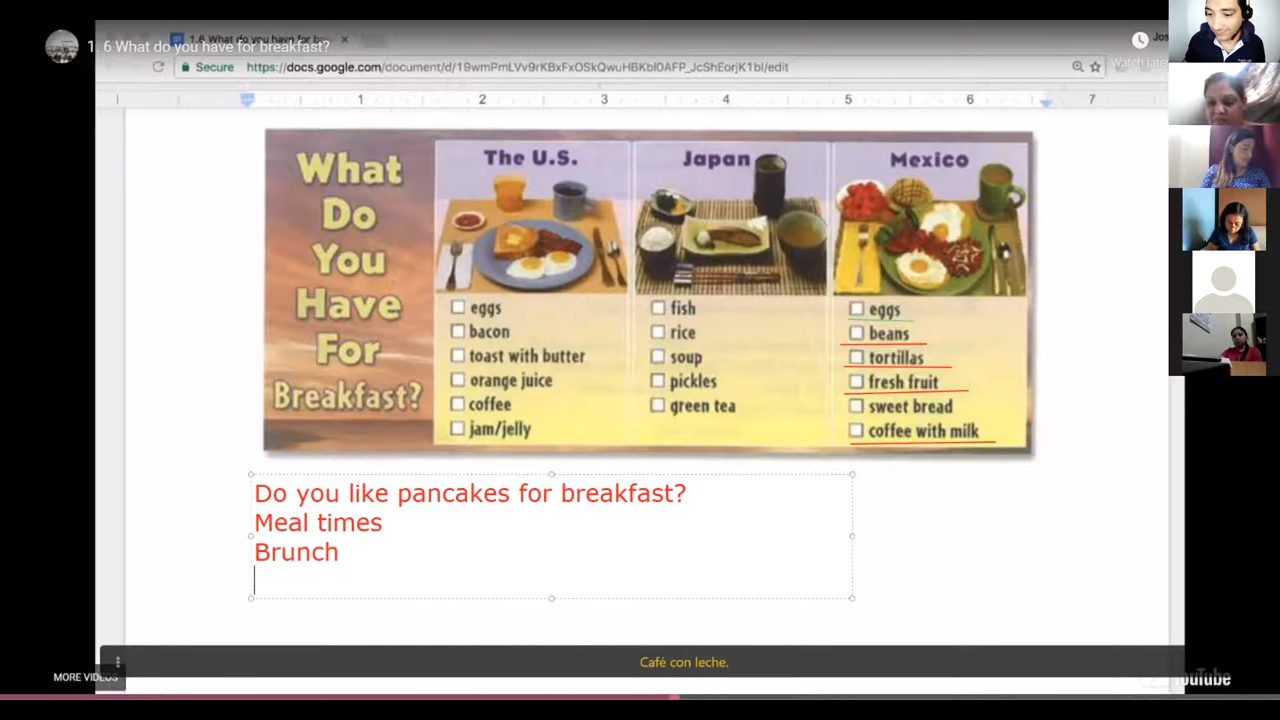 1. 6 What do you have for breakfast?
Secure https://docs.google.com/document/d/19wmPmLVv9rKBxFxOSkQwuHBKbl0AFP_JcShEorjK1bI/edit
Watch later
1 2 3 4 5 6 7
What
Do
You
Have
For
Breakfast?
The U.S.
eggs
bacon
toast with butter
orange juice
coffee
jam/jelly
Japan
fish
rice
soup
pickles
green tea
Mexico
eggs
beans
tortillas
fresh fruit
sweet bread
coffee with milk
Do you like pancakes for breakfast?
Meal times
Brunch
Café con leche.
MORE VIDEOS
YouTube